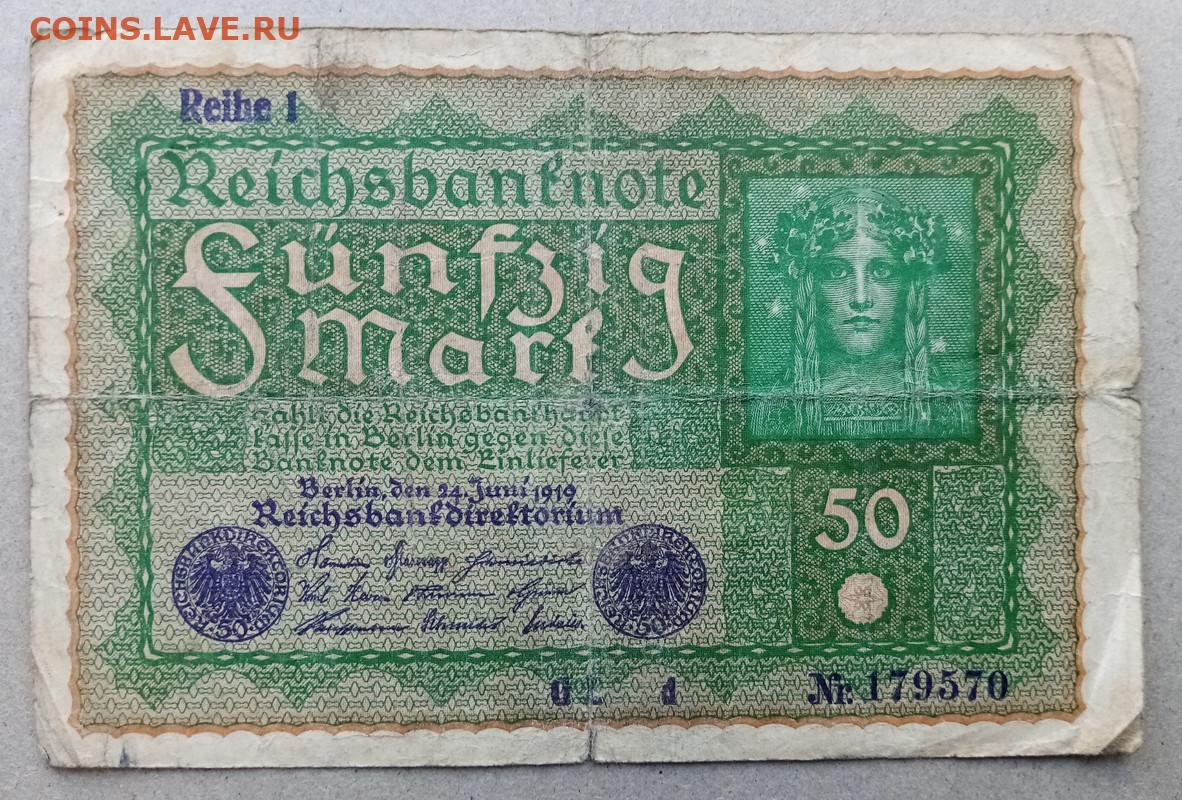 COINS.LAVE.RU
Reihe 1
Reichsbanknote
Fünfzig
Mark
zahlt die Reichsbankhaupt
kasse in Berlin gegen diese
Banknote dem Einlieferer
Berlin, den 24. Juni 1919
Reichsbankdirektorium
50
Nr. 179570